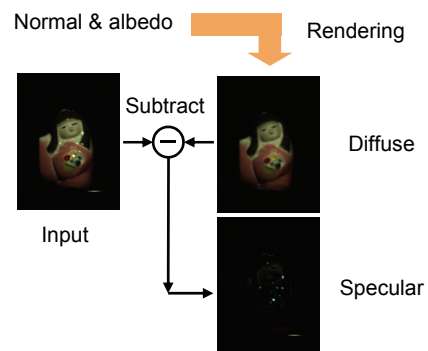 Normal & albedo
Rendering
Subtract
Diffuse
Input
Specular